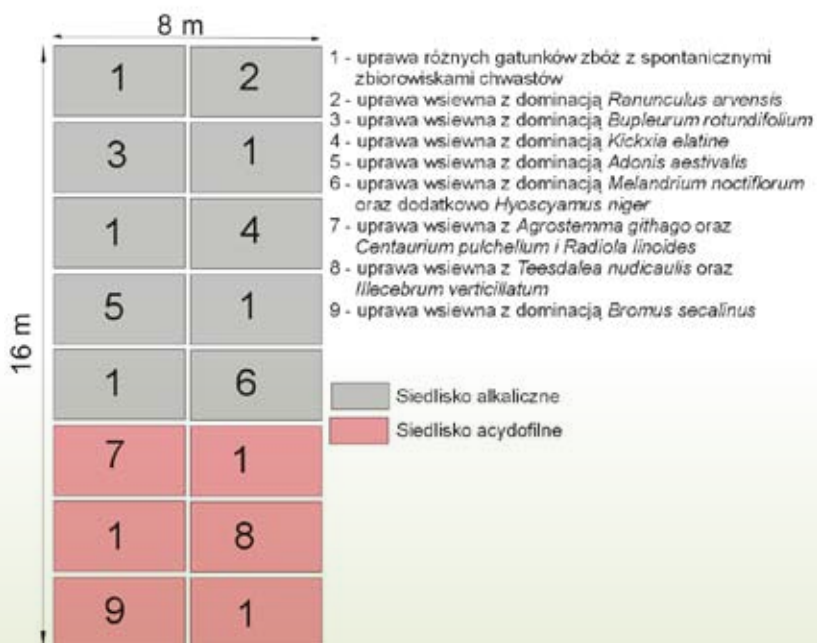 8 m
16 m
1 2
3 1
1 4
5 1
1 6
7 1
1 8
9 1
1 - uprawa różnych gatunków zbóż z spontanicznymi
zbiorowiskami chwastów
2 - uprawa wsiewna z dominacją Ranunculus arvensis
3 - uprawa wsiewna z dominacją Bupleurum rotundifolium
4 - uprawa wsiewna z dominacją Kickxia elatine
5 - uprawa wsiewna z dominacją Adonis aestivalis
6 - uprawa wsiewna z dominacją Melandrium noctiflorum
oraz dodatkowo Hyoscyamus niger
7 - uprawa wsiewna z Agrostemma githago oraz
Centaurium pulchellum i Radiola linoides
8 - uprawa wsiewna z Teesdalea nudicaulis oraz
Illecebrum verticillatum
9 - uprawa wsiewna z dominacją Bromus secalinus
Siedlisko alkaliczne
Siedlisko acydofilne